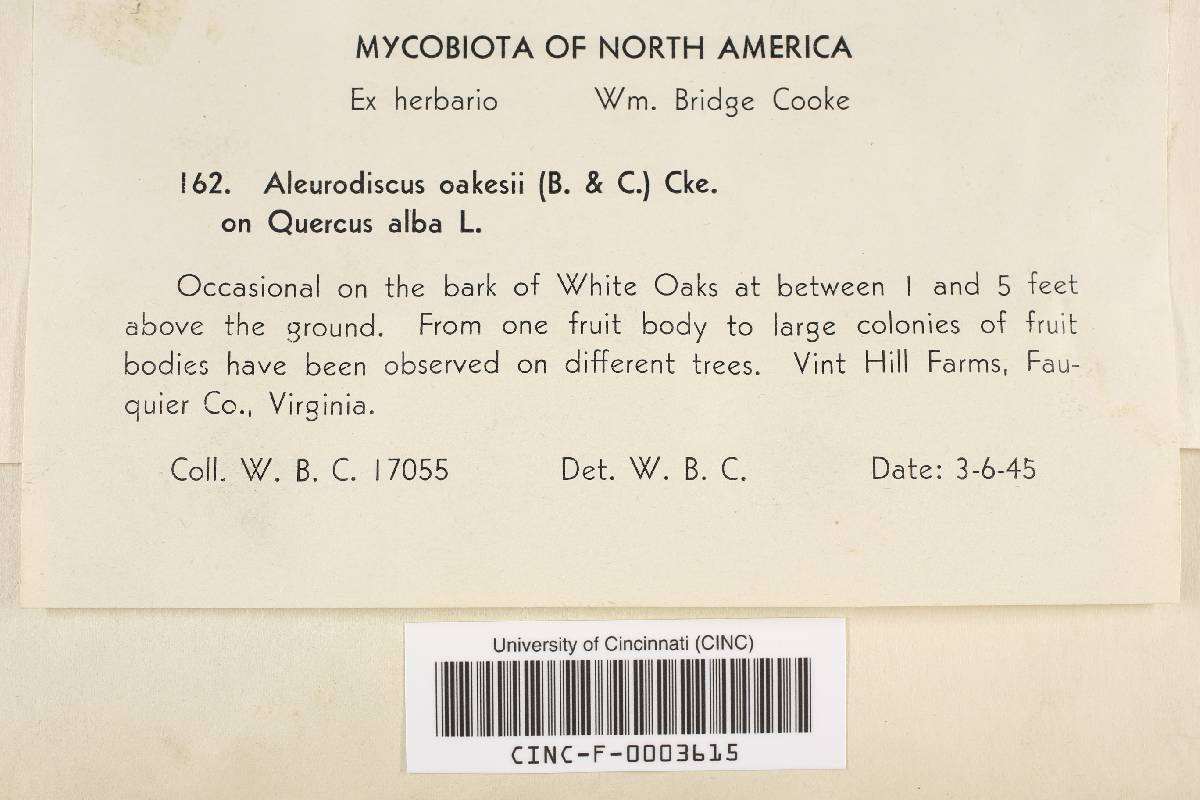 MYCOBIOTA OF NORTH AMERICA
Ex herbario Wm. Bridge Cooke
162. Aleurodiscus oakesii (B. & C.) Cke.
on Quercus alba L.
Occasional on the bark of White Oaks at between 1 and 5 feet
above the ground. From one fruit body to large colonies of fruit
bodies have been observed on different trees. Vint Hill Farms, Fau-
quier Co., Virginia.
Coll. W. B. C. 17055 Det. W. B. C. Date: 3-6-45
University of Cincinnati (CINC)
CINC-F-0003615